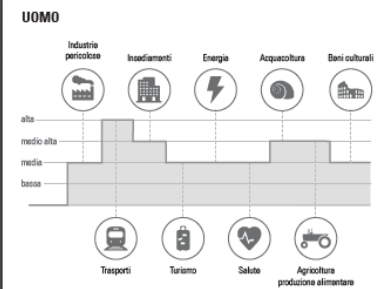 UOMO
Industrie
pericolose
Insediamenti
Energia
Acquacoltura
Beni culturali
alta
medio alta
media
bassa
Trasporti
Turismo
Salute
Agricoltura
produzione alimentare